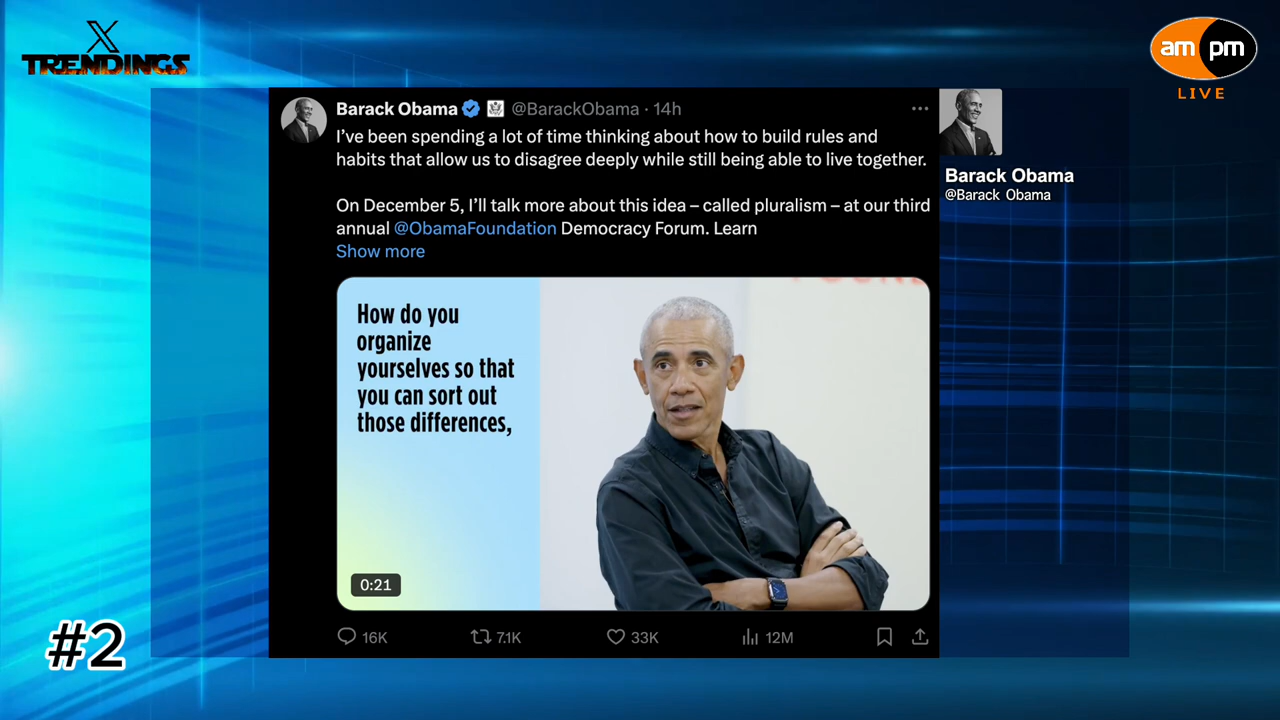 X
TRENDINGS
am pm
LIVE
Barack Obama @BarackObama · 14h
I've been spending a lot of time thinking about how to build rules and
habits that allow us to disagree deeply while still being able to live together.
On December 5, I'll talk more about this idea – called pluralism – at our third
annual @ObamaFoundation Democracy Forum. Learn
Show more
How do you
organize
yourselves so that
you can sort out
those differences,
0:21
16K 7.1K 33K 12M
Barack Obama
@Barack Obama
#2